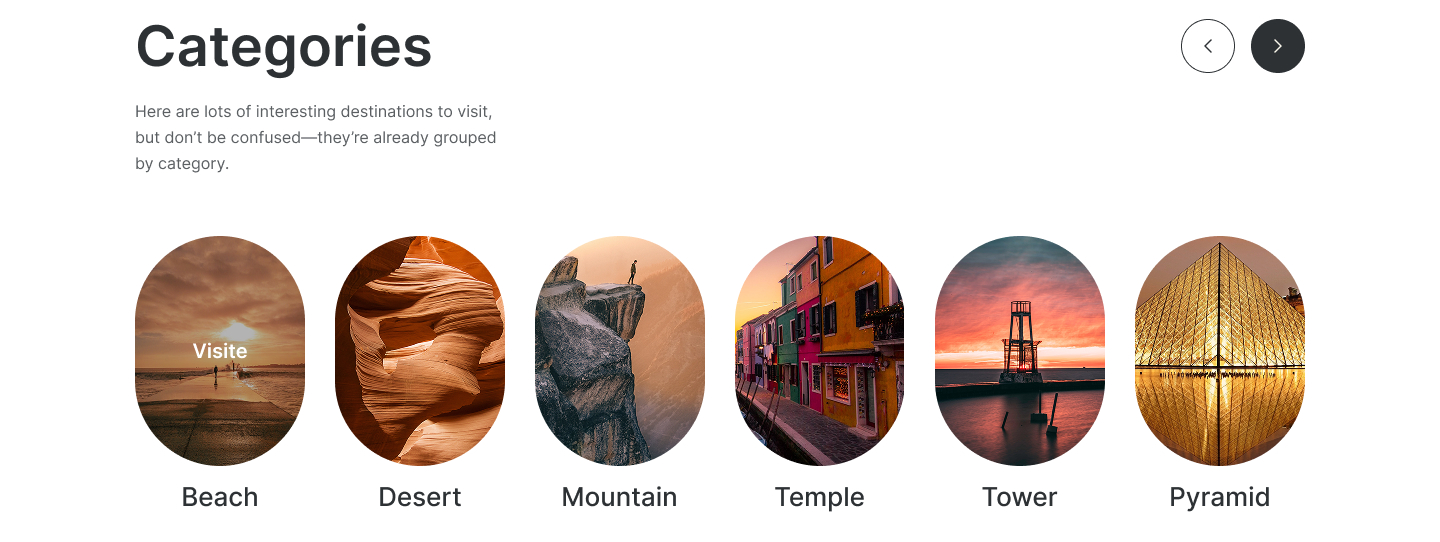 Categories
Here are lots of interesting destinations to visit,
but don’t be confused—they’re already grouped
by category.
Visite
Beach
Desert
Mountain
Temple
Tower
Pyramid